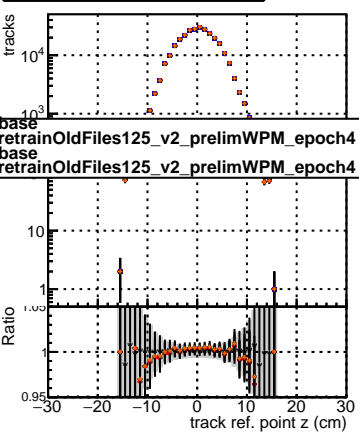 tracks
10⁴
10³
base
retrainOldFiles125_v2_prelimWPM_epoch4
base
retrainOldFiles125_v2_prelimWPM_epoch4
10
1
Ratio
1.05
1
0.95
−30 −20 −10 0 10 20 30
track ref. point z (cm)